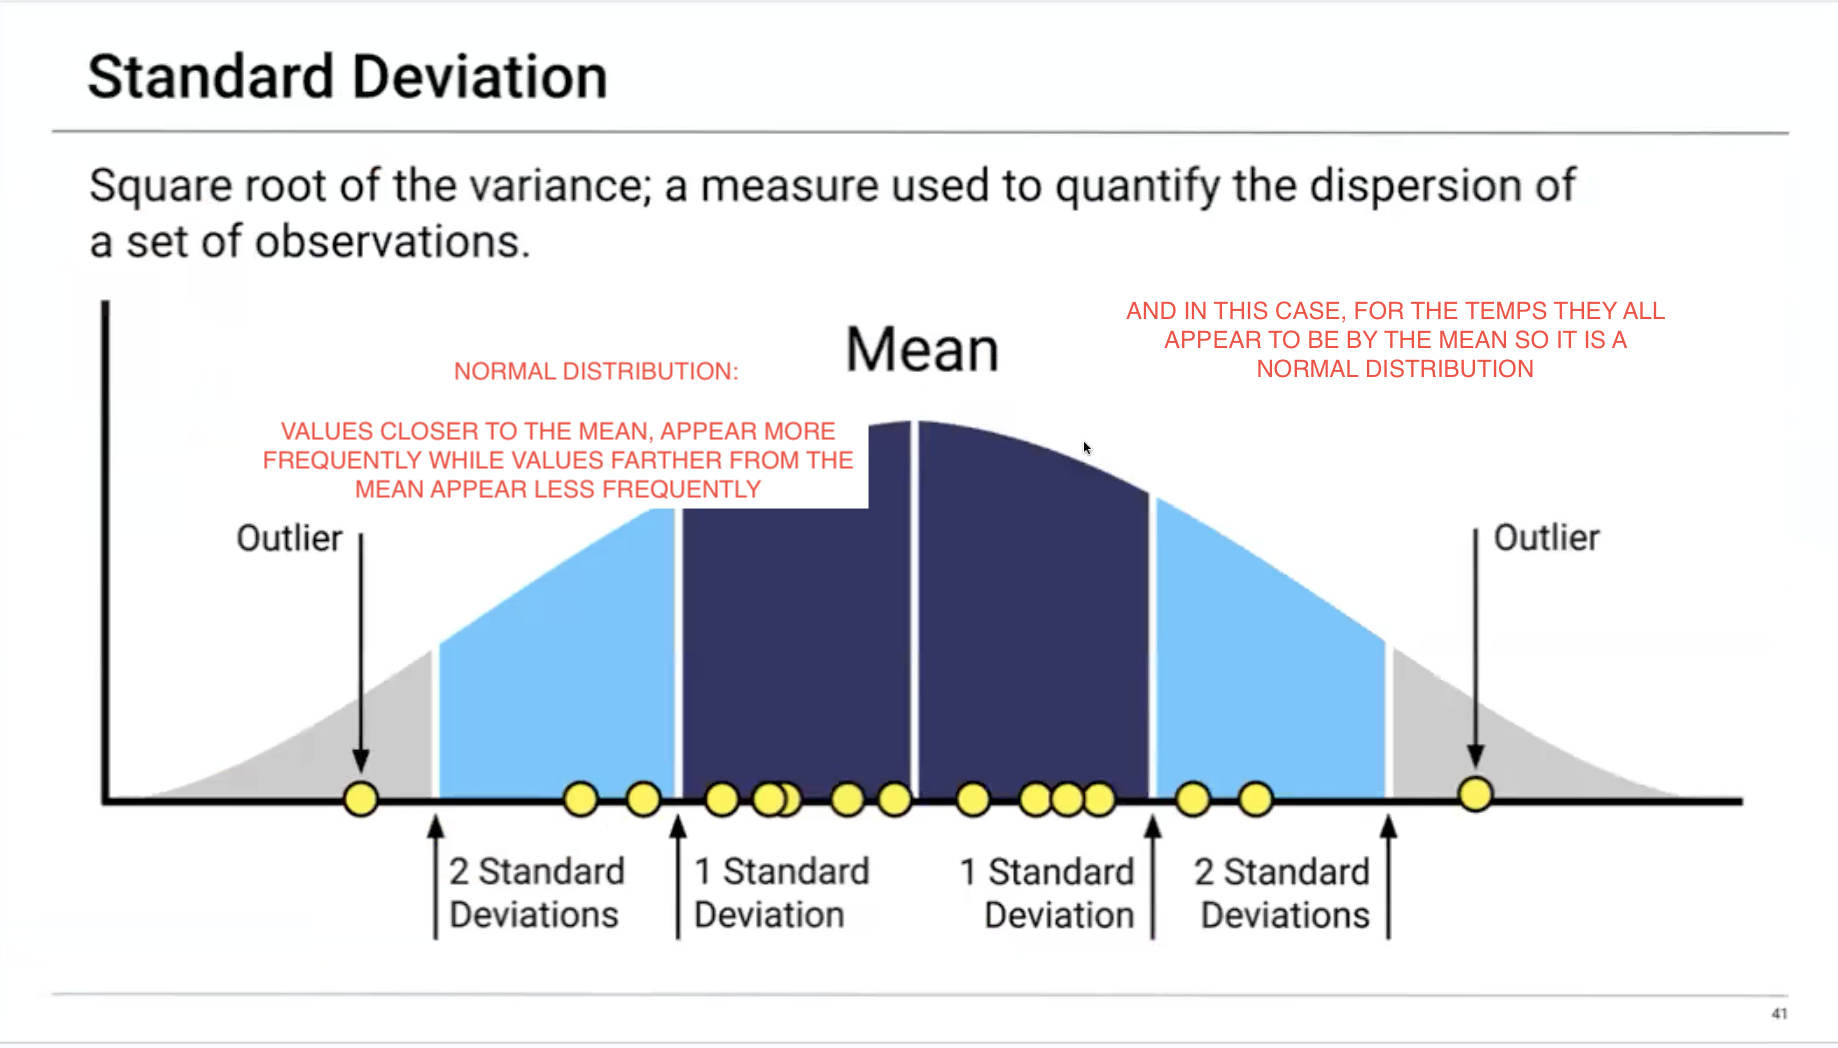 Standard Deviation
Square root of the variance; a measure used to quantify the dispersion of
a set of observations.
AND IN THIS CASE, FOR THE TEMPS THEY ALL
APPEAR TO BE BY THE MEAN SO IT IS A
NORMAL DISTRIBUTION
Mean
NORMAL DISTRIBUTION:
VALUES CLOSER TO THE MEAN, APPEAR MORE
FREQUENTLY WHILE VALUES FARTHER FROM THE
MEAN APPEAR LESS FREQUENTLY
Outlier
Outlier
2 Standard
Deviations
1 Standard
Deviation
1 Standard
Deviation
2 Standard
Deviations
41